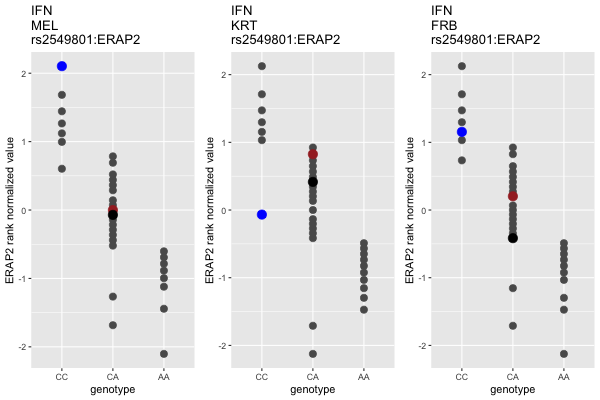 IFN
MEL
rs2549801:ERAP2
ERAP2 rank normalized value
2
1
0
-1
-2
CC
CA
AA
genotype
IFN
KRT
rs2549801:ERAP2
ERAP2 rank normalized value
2
1
0
-1
-2
CC
CA
AA
genotype
IFN
FRB
rs2549801:ERAP2
ERAP2 rank normalized value
2
1
0
-1
-2
CC
CA
AA
genotype